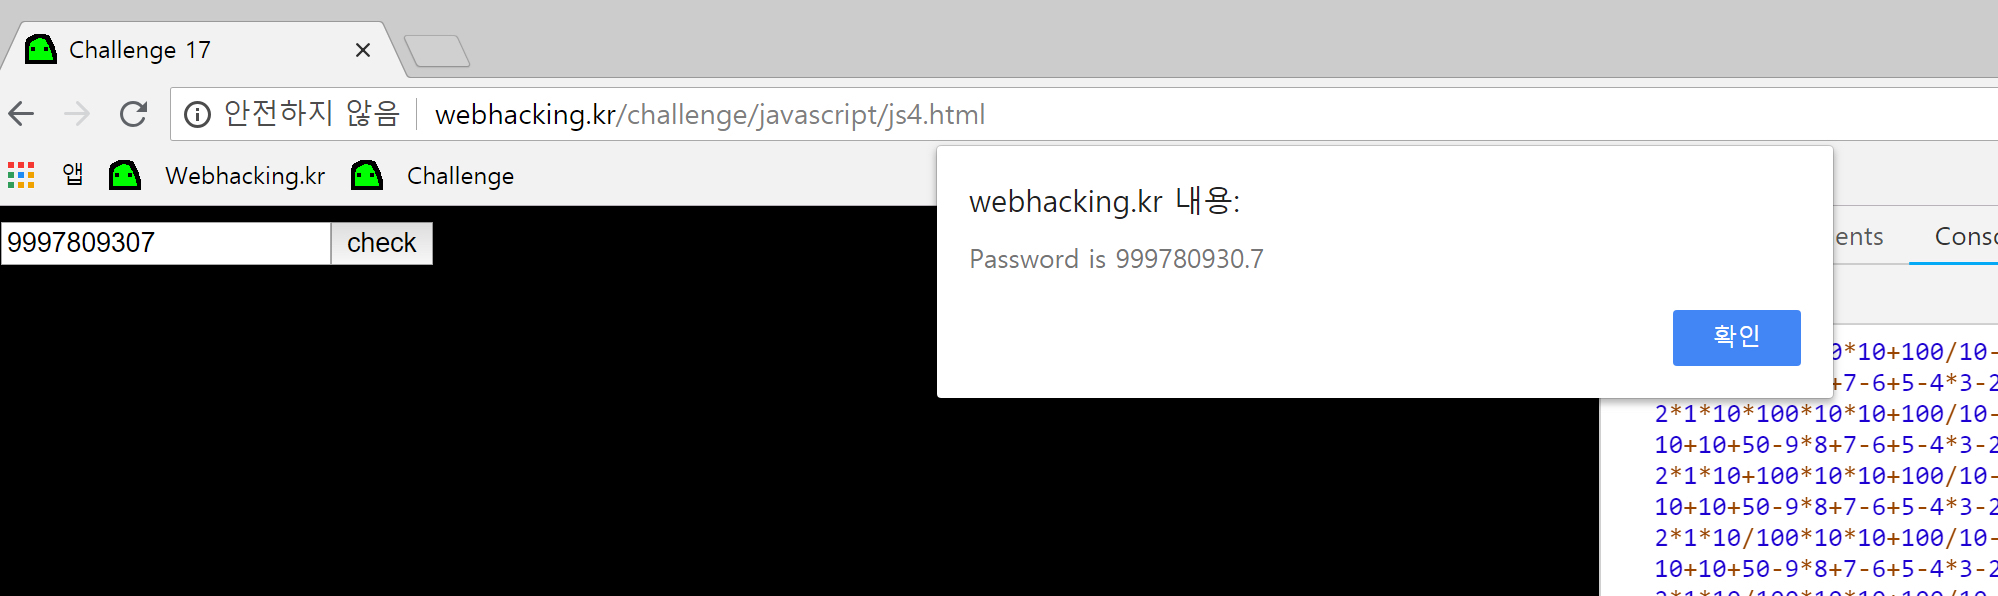 Challenge 17
안전하지 않음 webhacking.kr/challenge/javascript/js4.html
앱 Webhacking.kr Challenge
webhacking.kr 내용:
Password is 999780930.7
확인
9997809307 check
ents Conso
0*10+100/10-
+7-6+5-4*3-2
2*1*10*100*10*10+100/10-
10+10+50-9*8+7-6+5-4*3-2
2*1*10+100*10*10+100/10-
10+10+50-9*8+7-6+5-4*3-2
2*1*10/100*10*10+100/10-
10+10+50-9*8+7-6+5-4*3-2